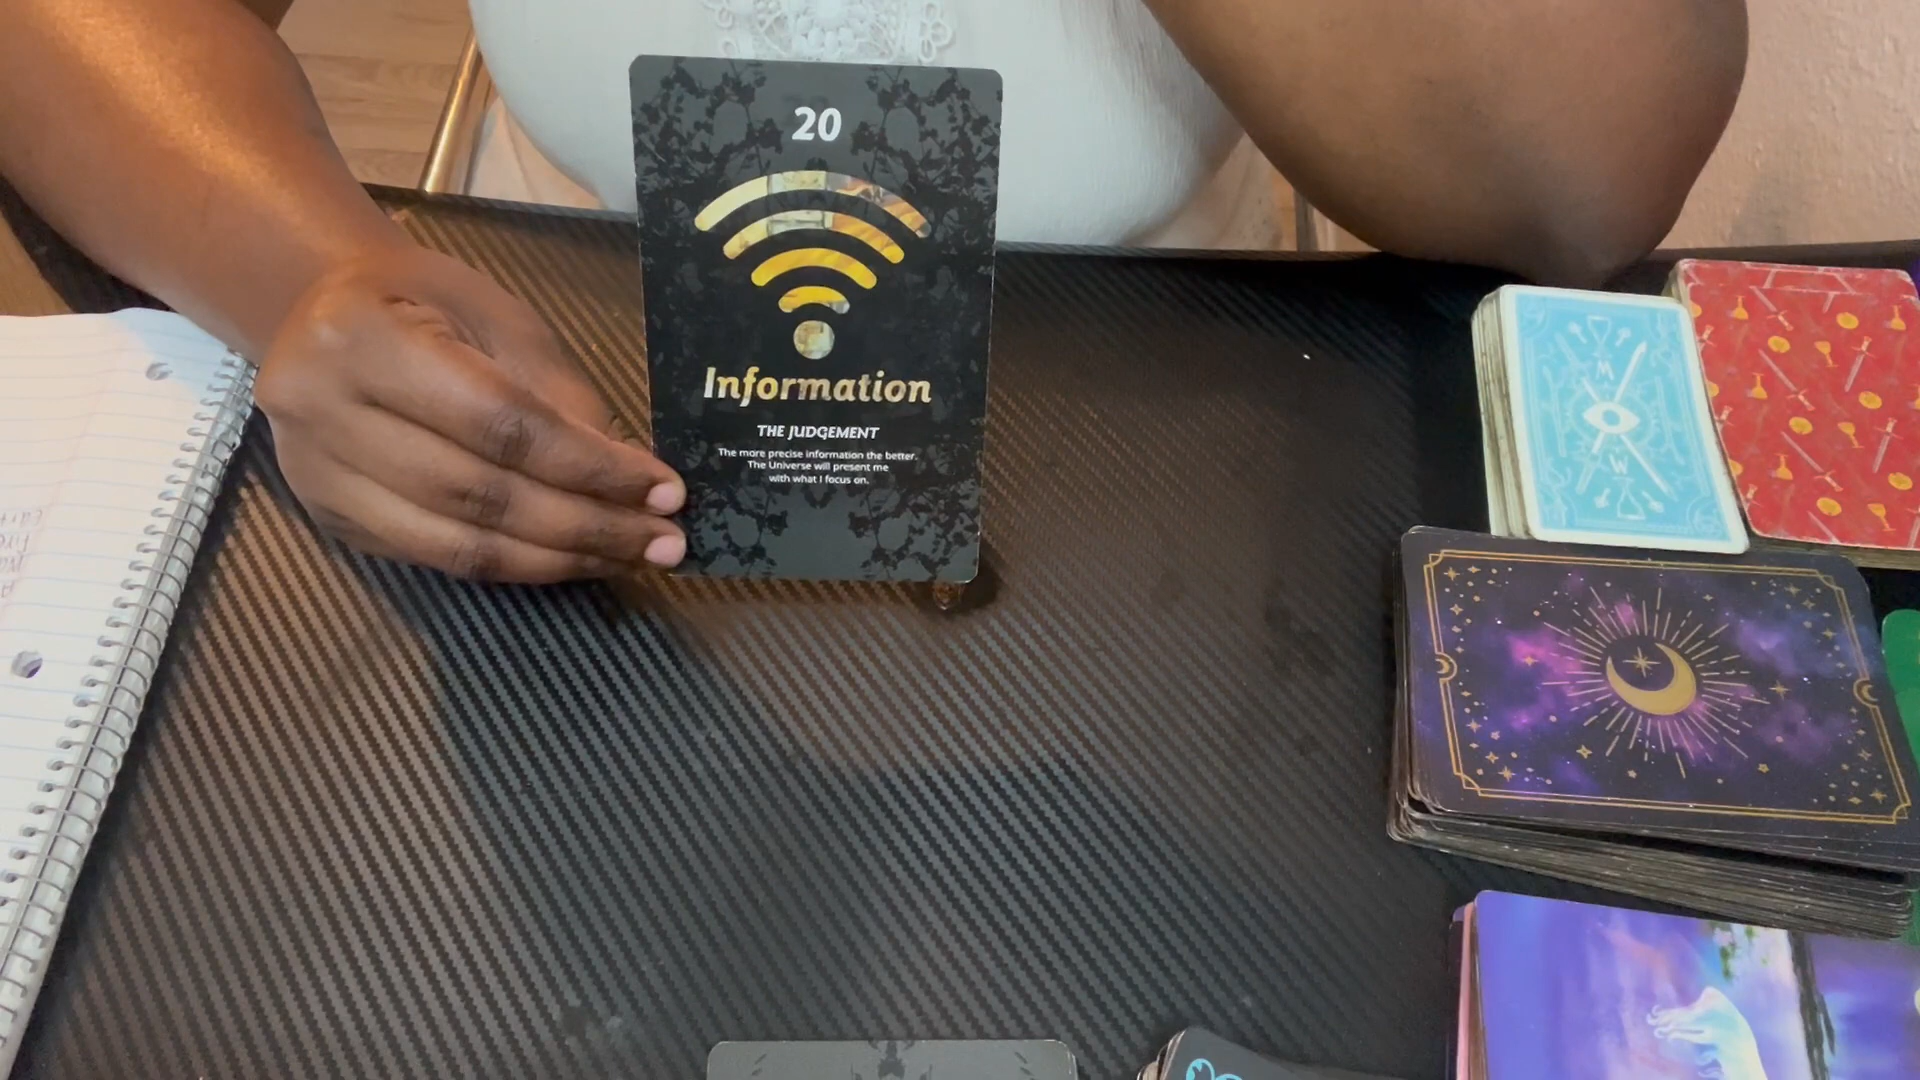 20
Information
THE JUDGEMENT
The more precise information the better.
The Universe will present me
with what I focus on.
M
W